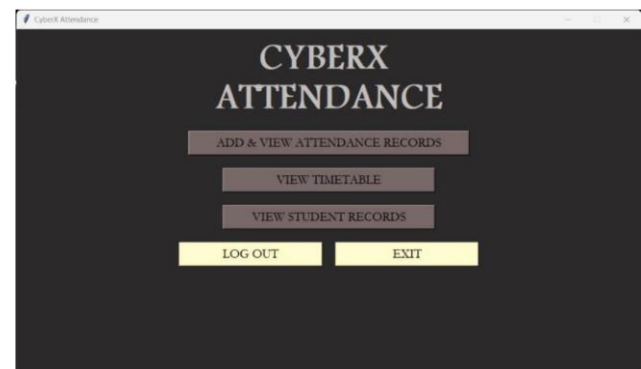 CyberX Attendance
CYBERX
ATTENDANCE
ADD & VIEW ATTENDANCE RECORDS
VIEW TIMETABLE
VIEW STUDENT RECORDS
LOG OUT EXIT